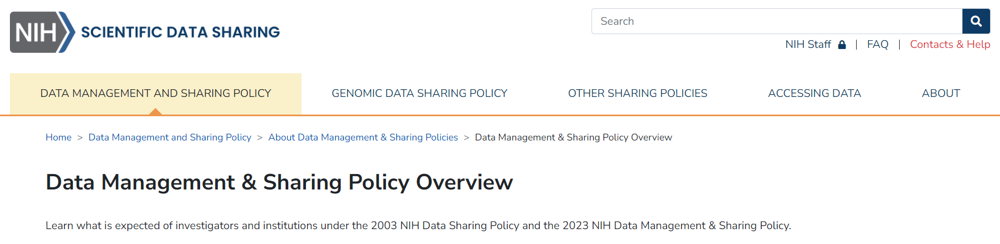 NIH SCIENTIFIC DATA SHARING
Search
NIH Staff | FAQ | Contacts & Help
DATA MANAGEMENT AND SHARING POLICY GENOMIC DATA SHARING POLICY OTHER SHARING POLICIES ACCESSING DATA ABOUT
Home > Data Management and Sharing Policy > About Data Management & Sharing Policies > Data Management & Sharing Policy Overview
Data Management & Sharing Policy Overview
Learn what is expected of investigators and institutions under the 2003 NIH Data Sharing Policy and the 2023 NIH Data Management & Sharing Policy.